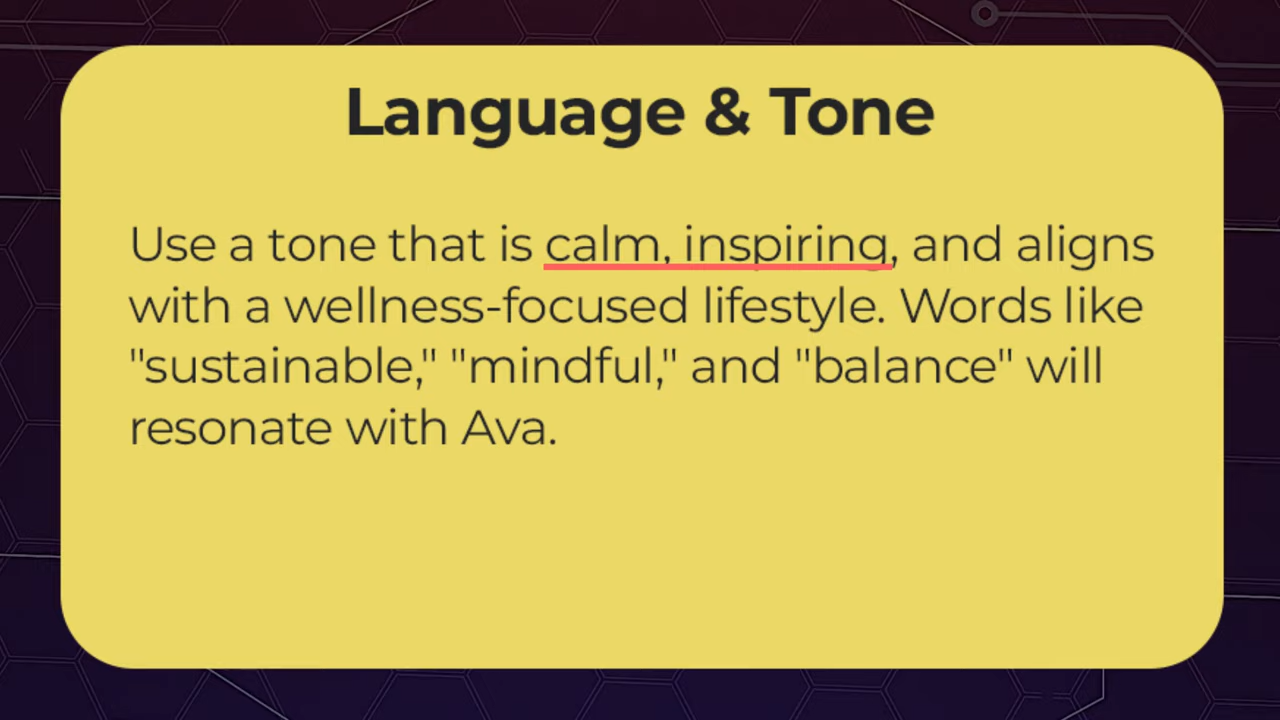 Language & Tone
Use a tone that is calm, inspiring, and aligns
with a wellness-focused lifestyle. Words like
"sustainable," "mindful," and "balance" will
resonate with Ava.